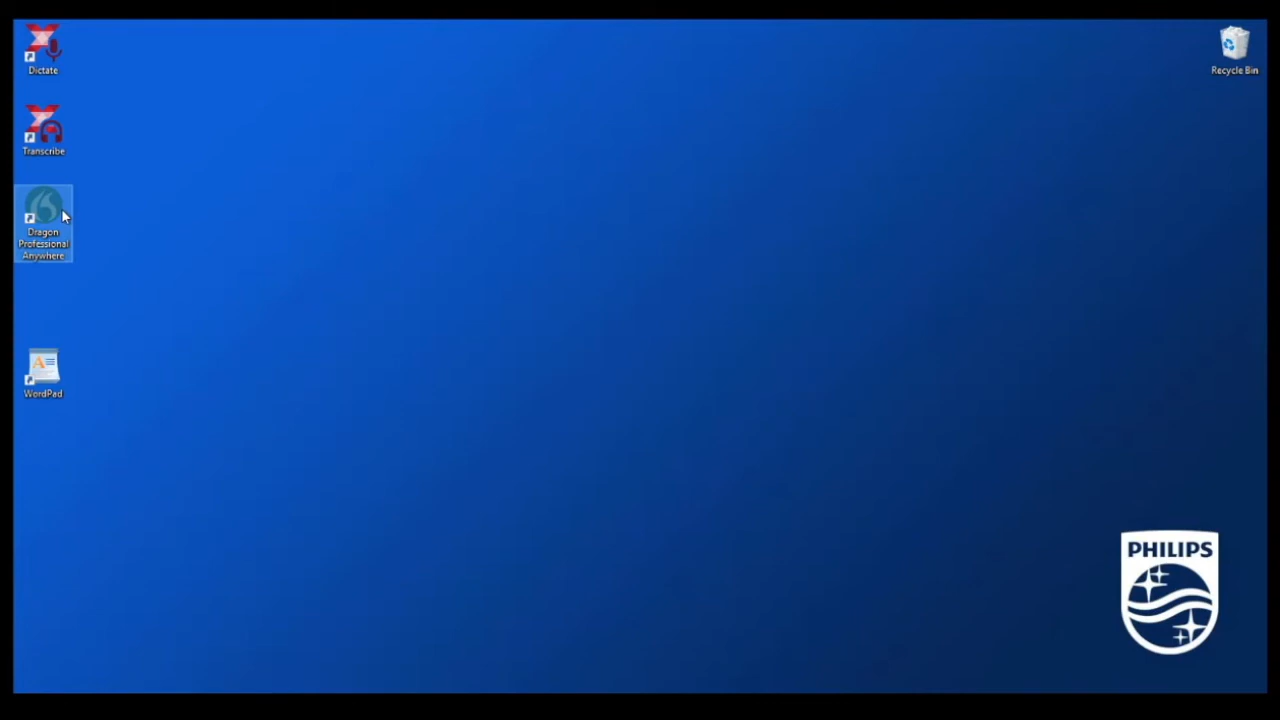 Dictate
Recycle Bin
Transcribe
Dragon
Professional
Anywhere
WordPad
PHILIPS